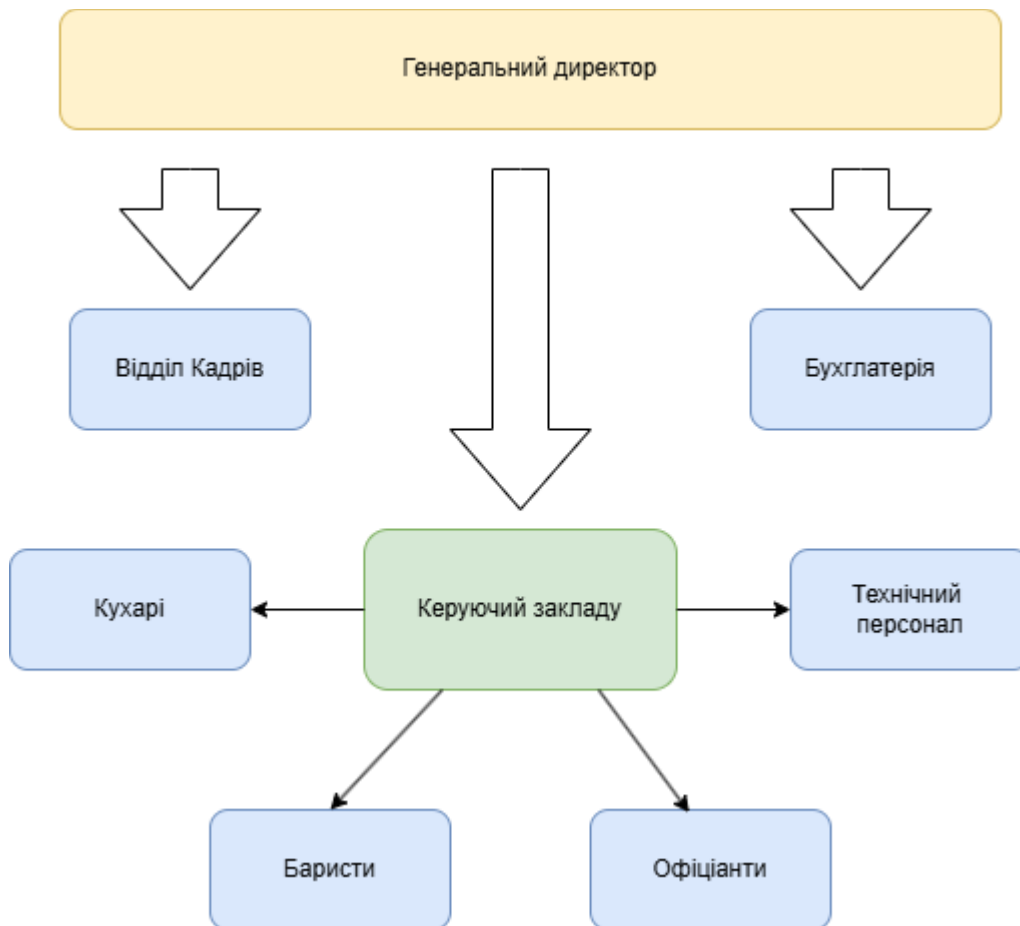 Генеральний директор
Відділ Кадрів
Бухглатерія
Кухарі
Керуючий закладу
Технічний
персонал
Баристи
Офіціанти